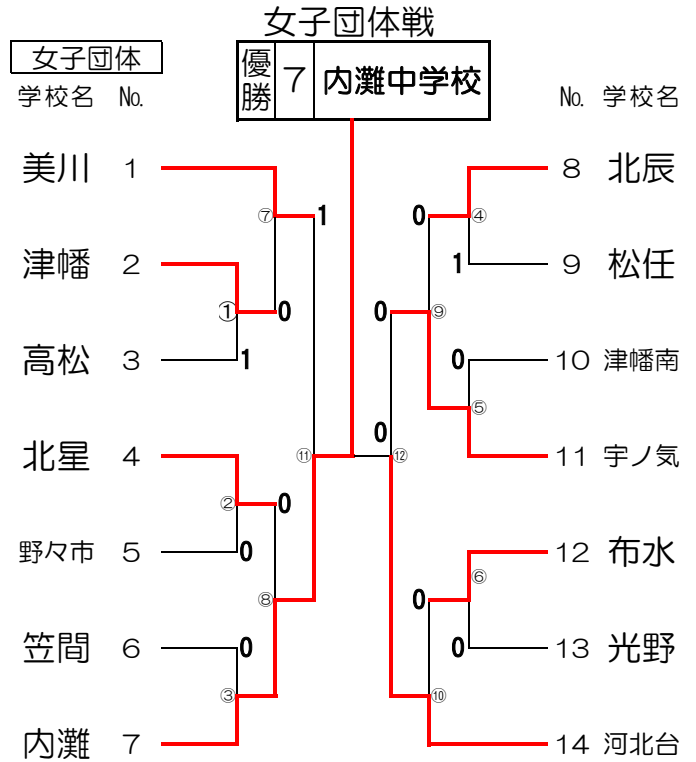 女子団体戦
女子団体
優勝 7 内灘中学校
学校名 No.
No. 学校名
美川 1
8 北辰
⑦ 1
0 ④
津幡 2
1 9 松任
① 0
0 ⑨
高松 3 1
0 10 津幡南
⑤
0
北星 4 ⑪
⑫ 11 宇ノ気
② 0
野々市 5 0
12 布水
⑥
⑧
0
笠間 6 0
0 13 光野
③
⑩
内灘 7
14 河北台